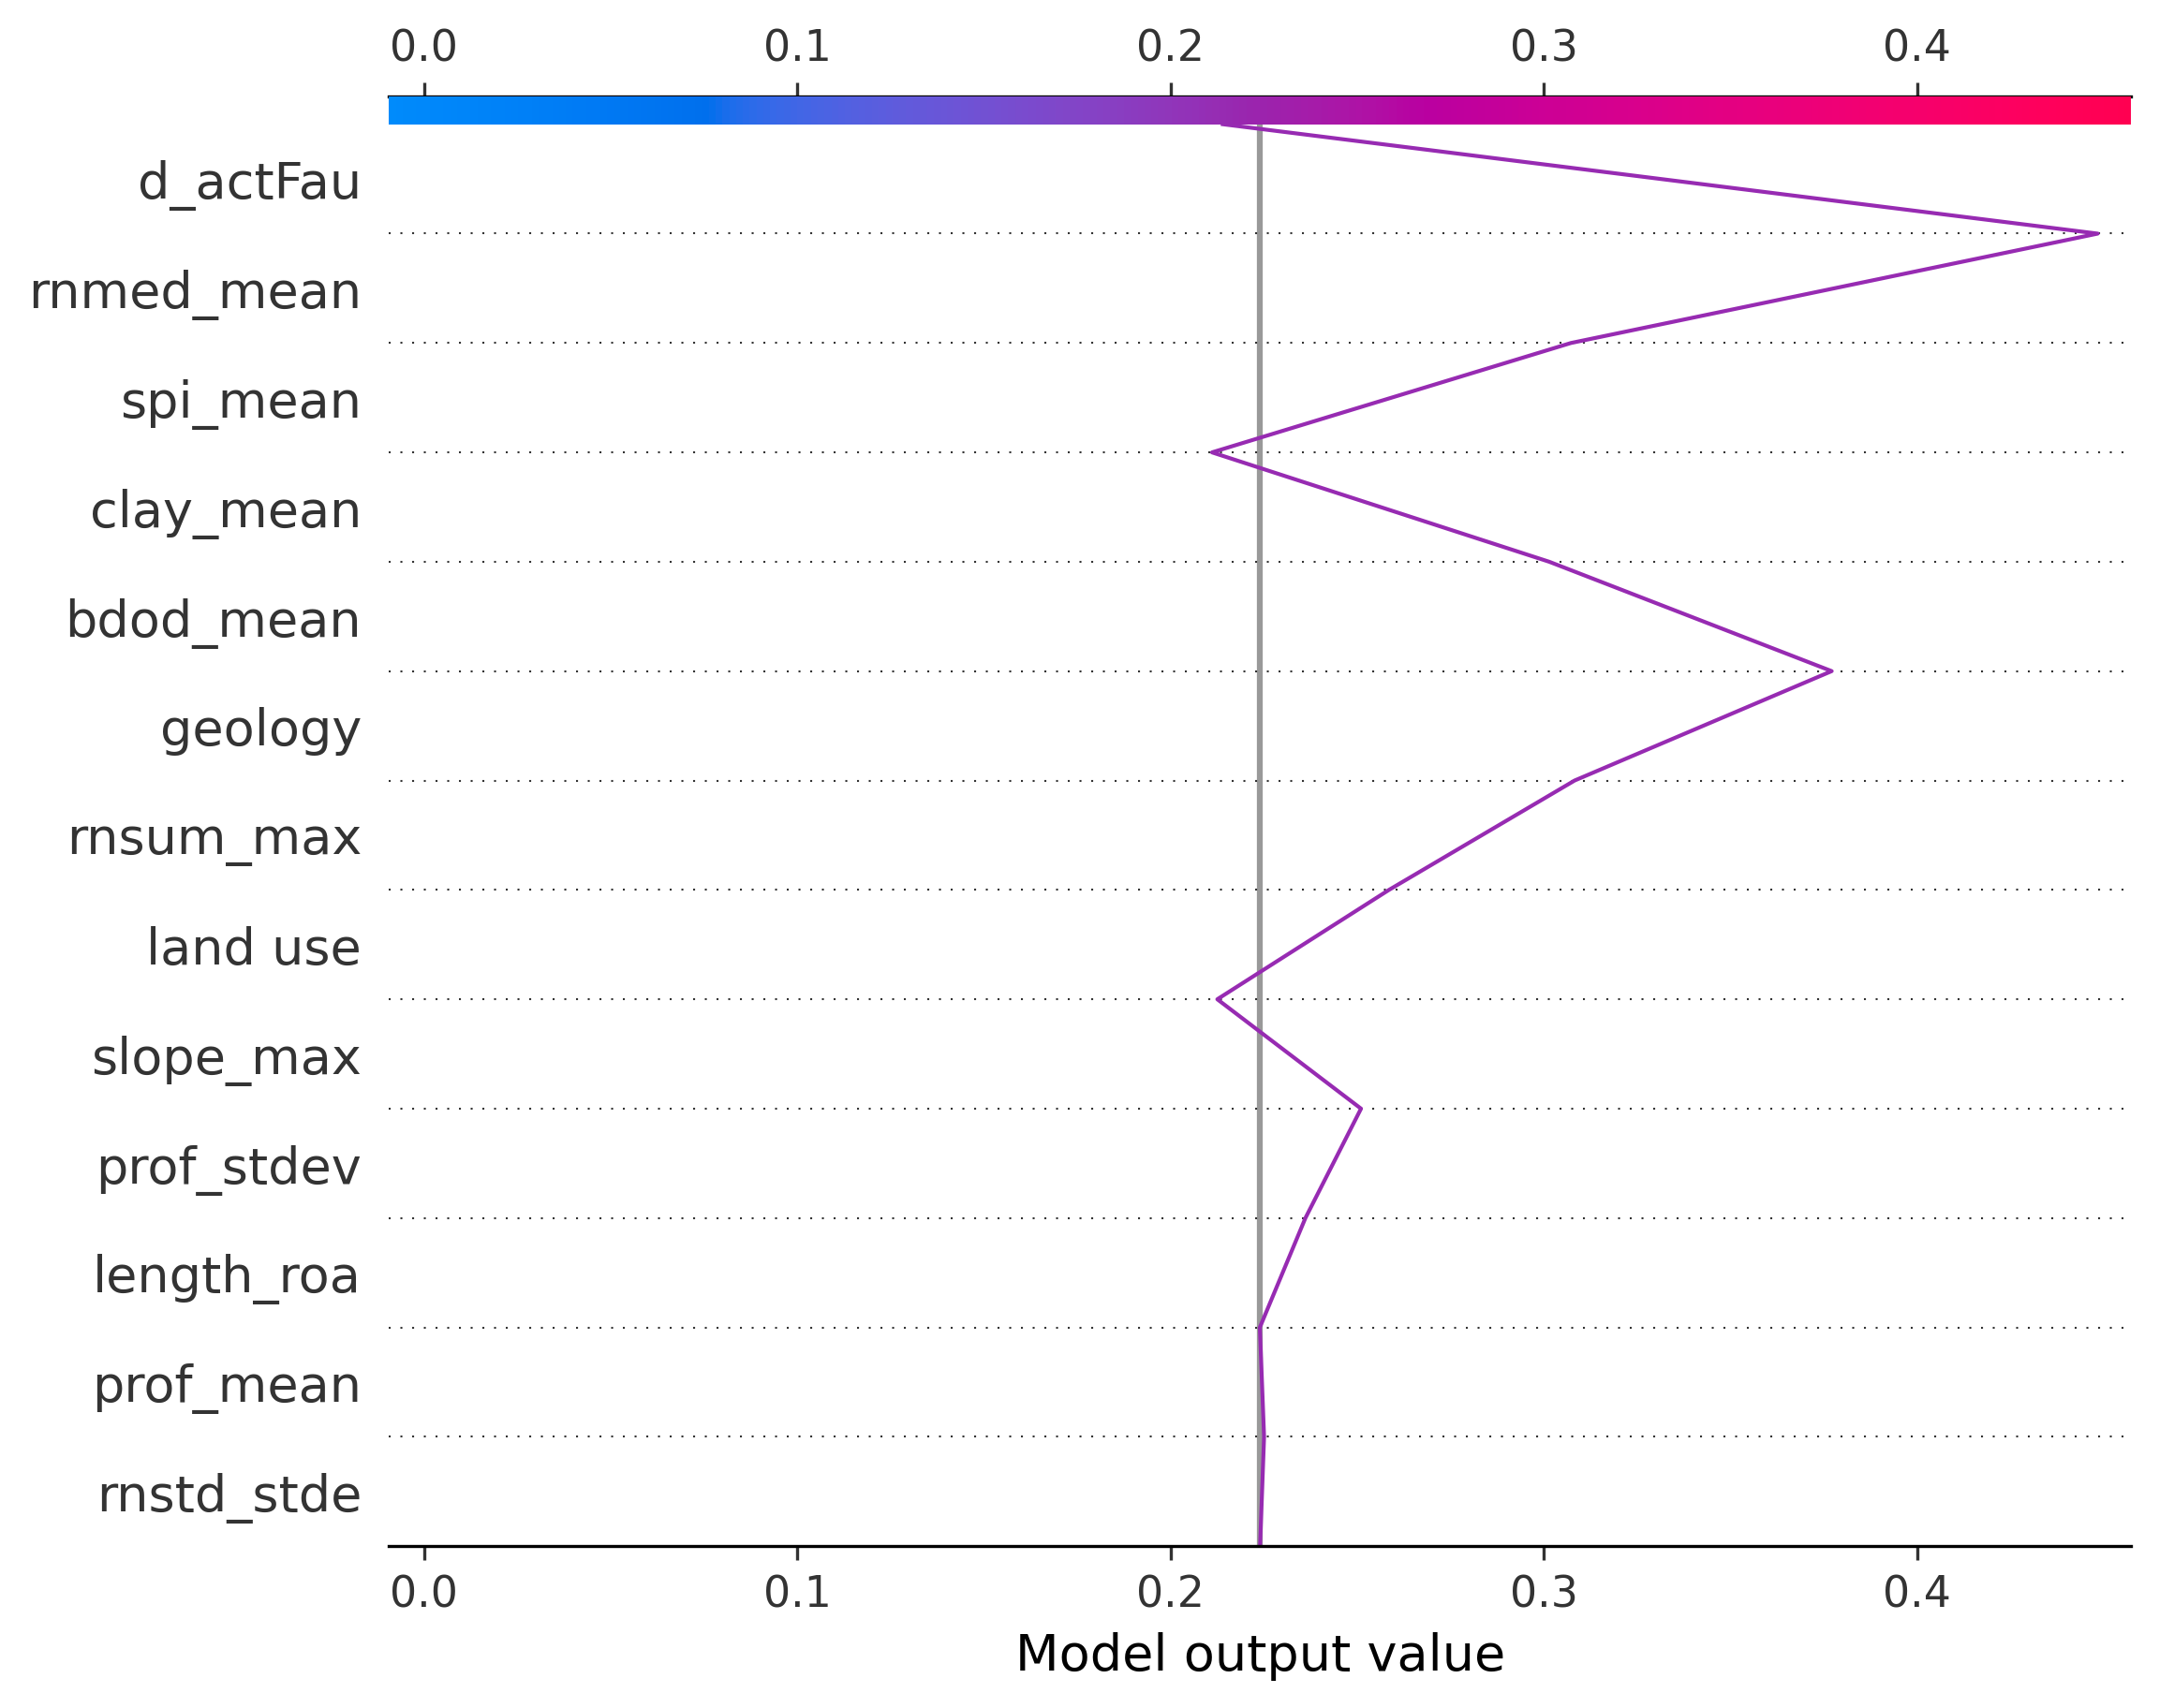 0.0 0.1 0.2 0.3 0.4
d_actFau
rnmed_mean
spi_mean
clay_mean
bdod_mean
geology
rnsum_max
land use
slope_max
prof_stdev
length_roa
prof_mean
rnstd_stde
0.0 0.1 0.2 0.3 0.4
Model output value